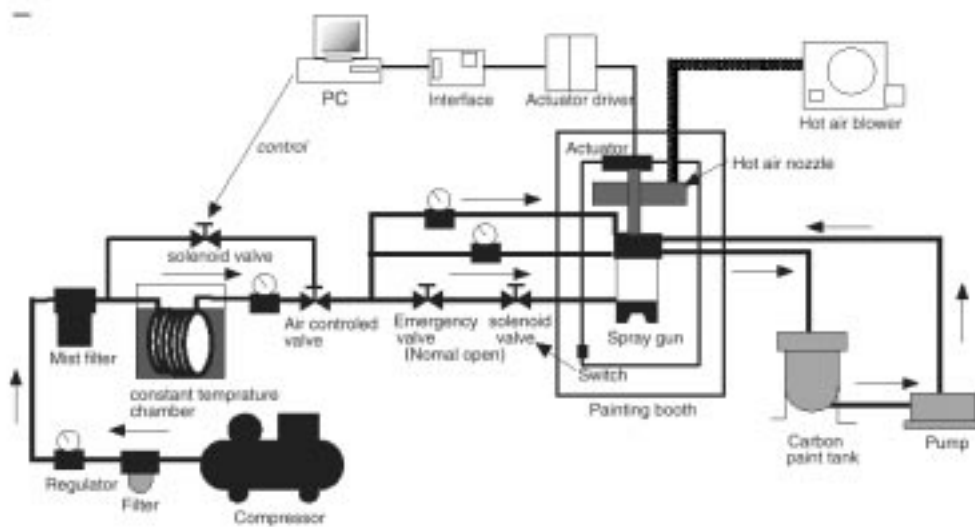 PC
Interface
Actuator driver
Hot air blower
control
Actuator
Hot air nozzle
solenoid valve
Mist filter
Air controled
valve
Emergency
valve
(Nomal open)
solenoid
valve
Switch
Spray gun
constant temprature
chamber
Painting booth
Carbon
paint tank
Pump
Regulator
Filter
Compressor